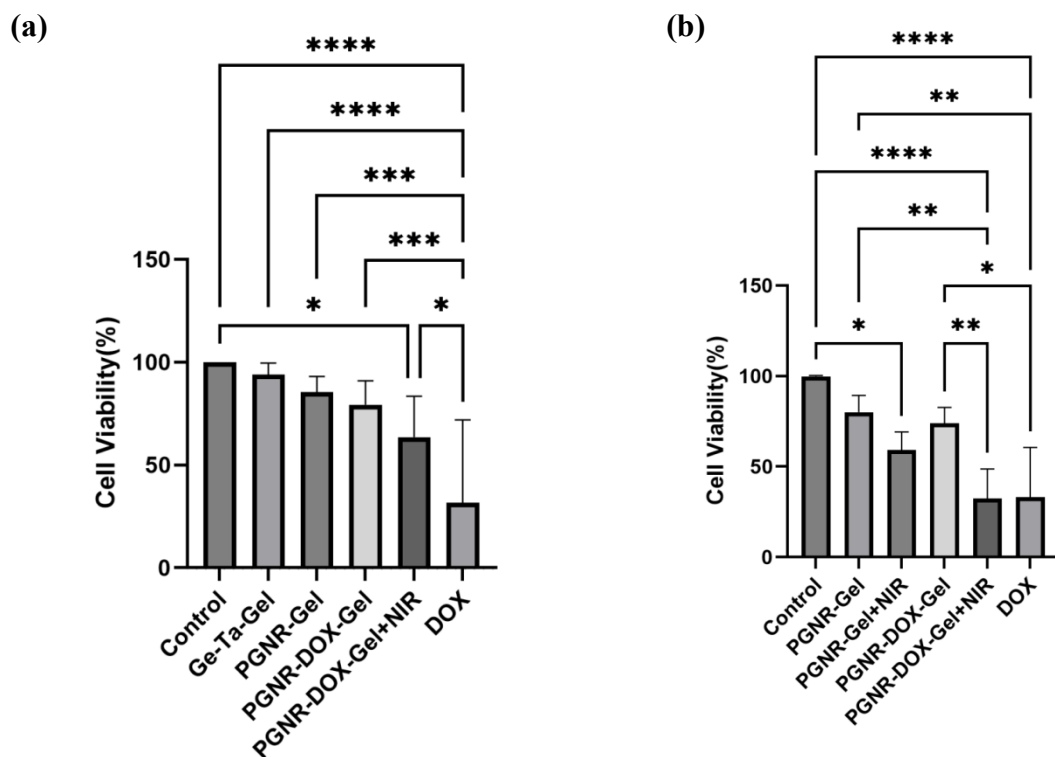 (a)
****
****
***
***
*
*
150
100
50
0
Cell Viability(%)
Control
Ge-Ta-Gel
PGNR-Gel
PGNR-DOX-Gel
PGNR-DOX-Gel+NIR
DOX
(b)
****
**
****
**
*
*
**
150
100
50
0
Cell Viability(%)
Control
PGNR-Gel
PGNR-Gel+NIR
PGNR-DOX-Gel
PGNR-DOX-Gel+NIR
DOX